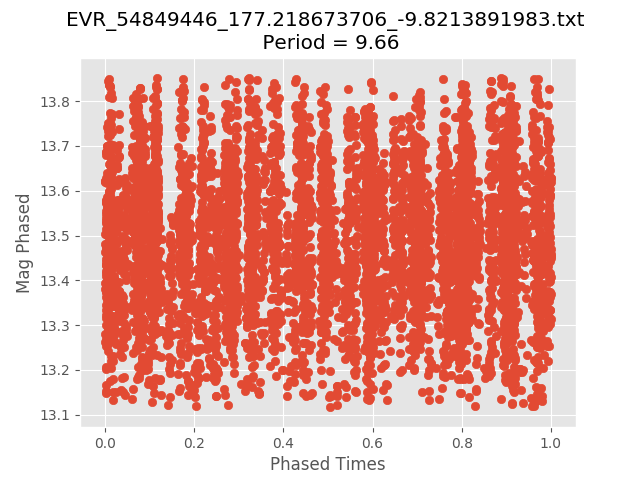 EVR_54849446_177.218673706_-9.8213891983.txt
Period = 9.66
Mag Phased
13.8
13.7
13.6
13.5
13.4
13.3
13.2
13.1
0.0 0.2 0.4 0.6 0.8 1.0
Phased Times